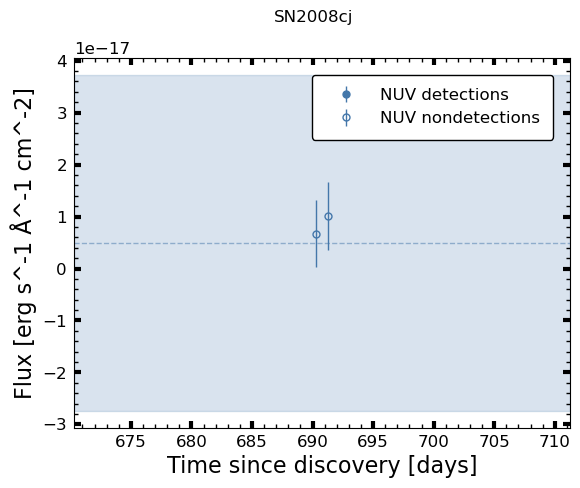 SN2008cj
1e−17
4
3
2
1
0
−1
−2
−3
Flux [erg s^-1 Å^-1 cm^-2]
NUV detections
NUV nondetections
675 680 685 690 695 700 705 710
Time since discovery [days]